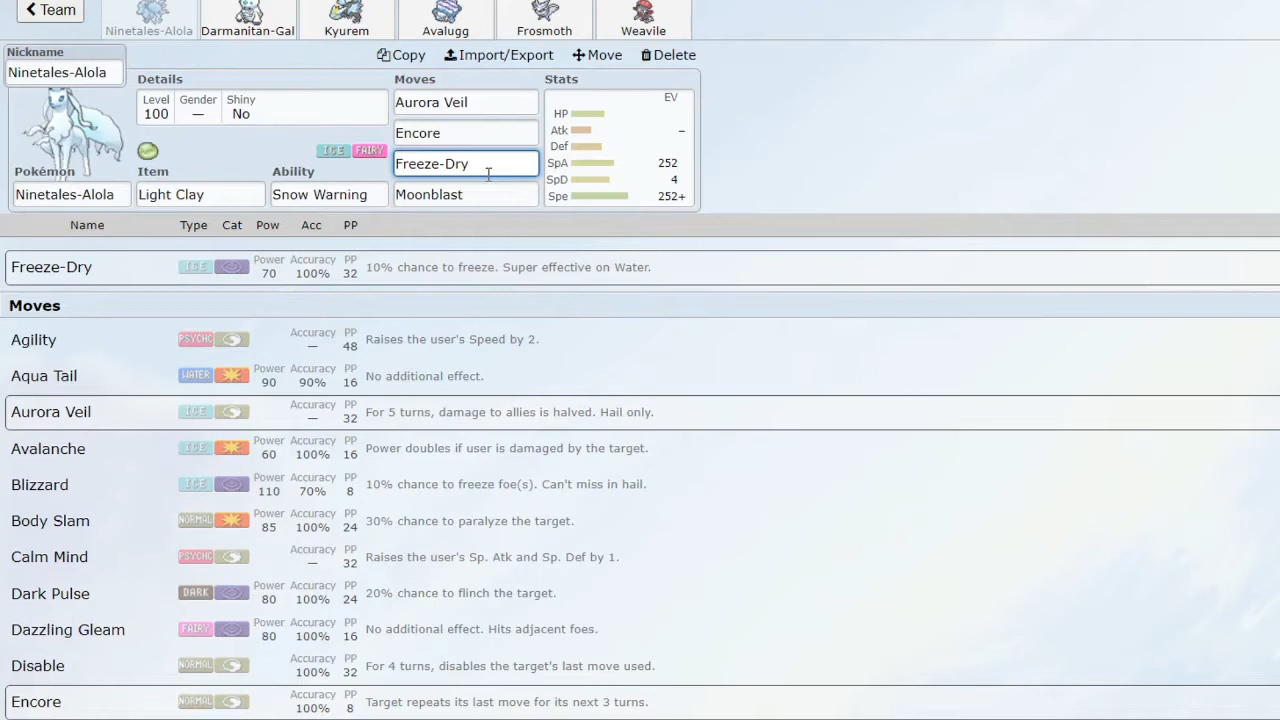 Team
Ninetales-Alola Darmanitan-Gal Kyurem Avalugg Frosmoth Weavile
Nickname
Ninetales-Alola
Copy Import/Export Move Delete
Details
Level Gender Shiny
100 — No
ICE FAIRY
Pokémon Item Ability
Ninetales-Alola Light Clay Snow Warning
Moves
Aurora Veil
Encore
Freeze-Dry
Moonblast
Stats
EV
HP
Atk –
Def
SpA 252
SpD 4
Spe 252+
Name Type Cat Pow Acc PP
Freeze-Dry ICE Power 70 Accuracy 100% PP 32 10% chance to freeze. Super effective on Water.
Moves
Agility PSYCHC Accuracy — PP 48 Raises the user's Speed by 2.
Aqua Tail WATER Power 90 Accuracy 90% PP 16 No additional effect.
Aurora Veil ICE Accuracy — PP 32 For 5 turns, damage to allies is halved. Hail only.
Avalanche ICE Power 60 Accuracy 100% PP 16 Power doubles if user is damaged by the target.
Blizzard ICE Power 110 Accuracy 70% PP 8 10% chance to freeze foe(s). Can't miss in hail.
Body Slam NORMAL Power 85 Accuracy 100% PP 24 30% chance to paralyze the target.
Calm Mind PSYCHC Accuracy — PP 32 Raises the user's Sp. Atk and Sp. Def by 1.
Dark Pulse DARK Power 80 Accuracy 100% PP 24 20% chance to flinch the target.
Dazzling Gleam FAIRY Power 80 Accuracy 100% PP 16 No additional effect. Hits adjacent foes.
Disable NORMAL Accuracy 100% PP 32 For 4 turns, disables the target's last move used.
Encore NORMAL Accuracy 100% PP 8 Target repeats its last move for its next 3 turns.